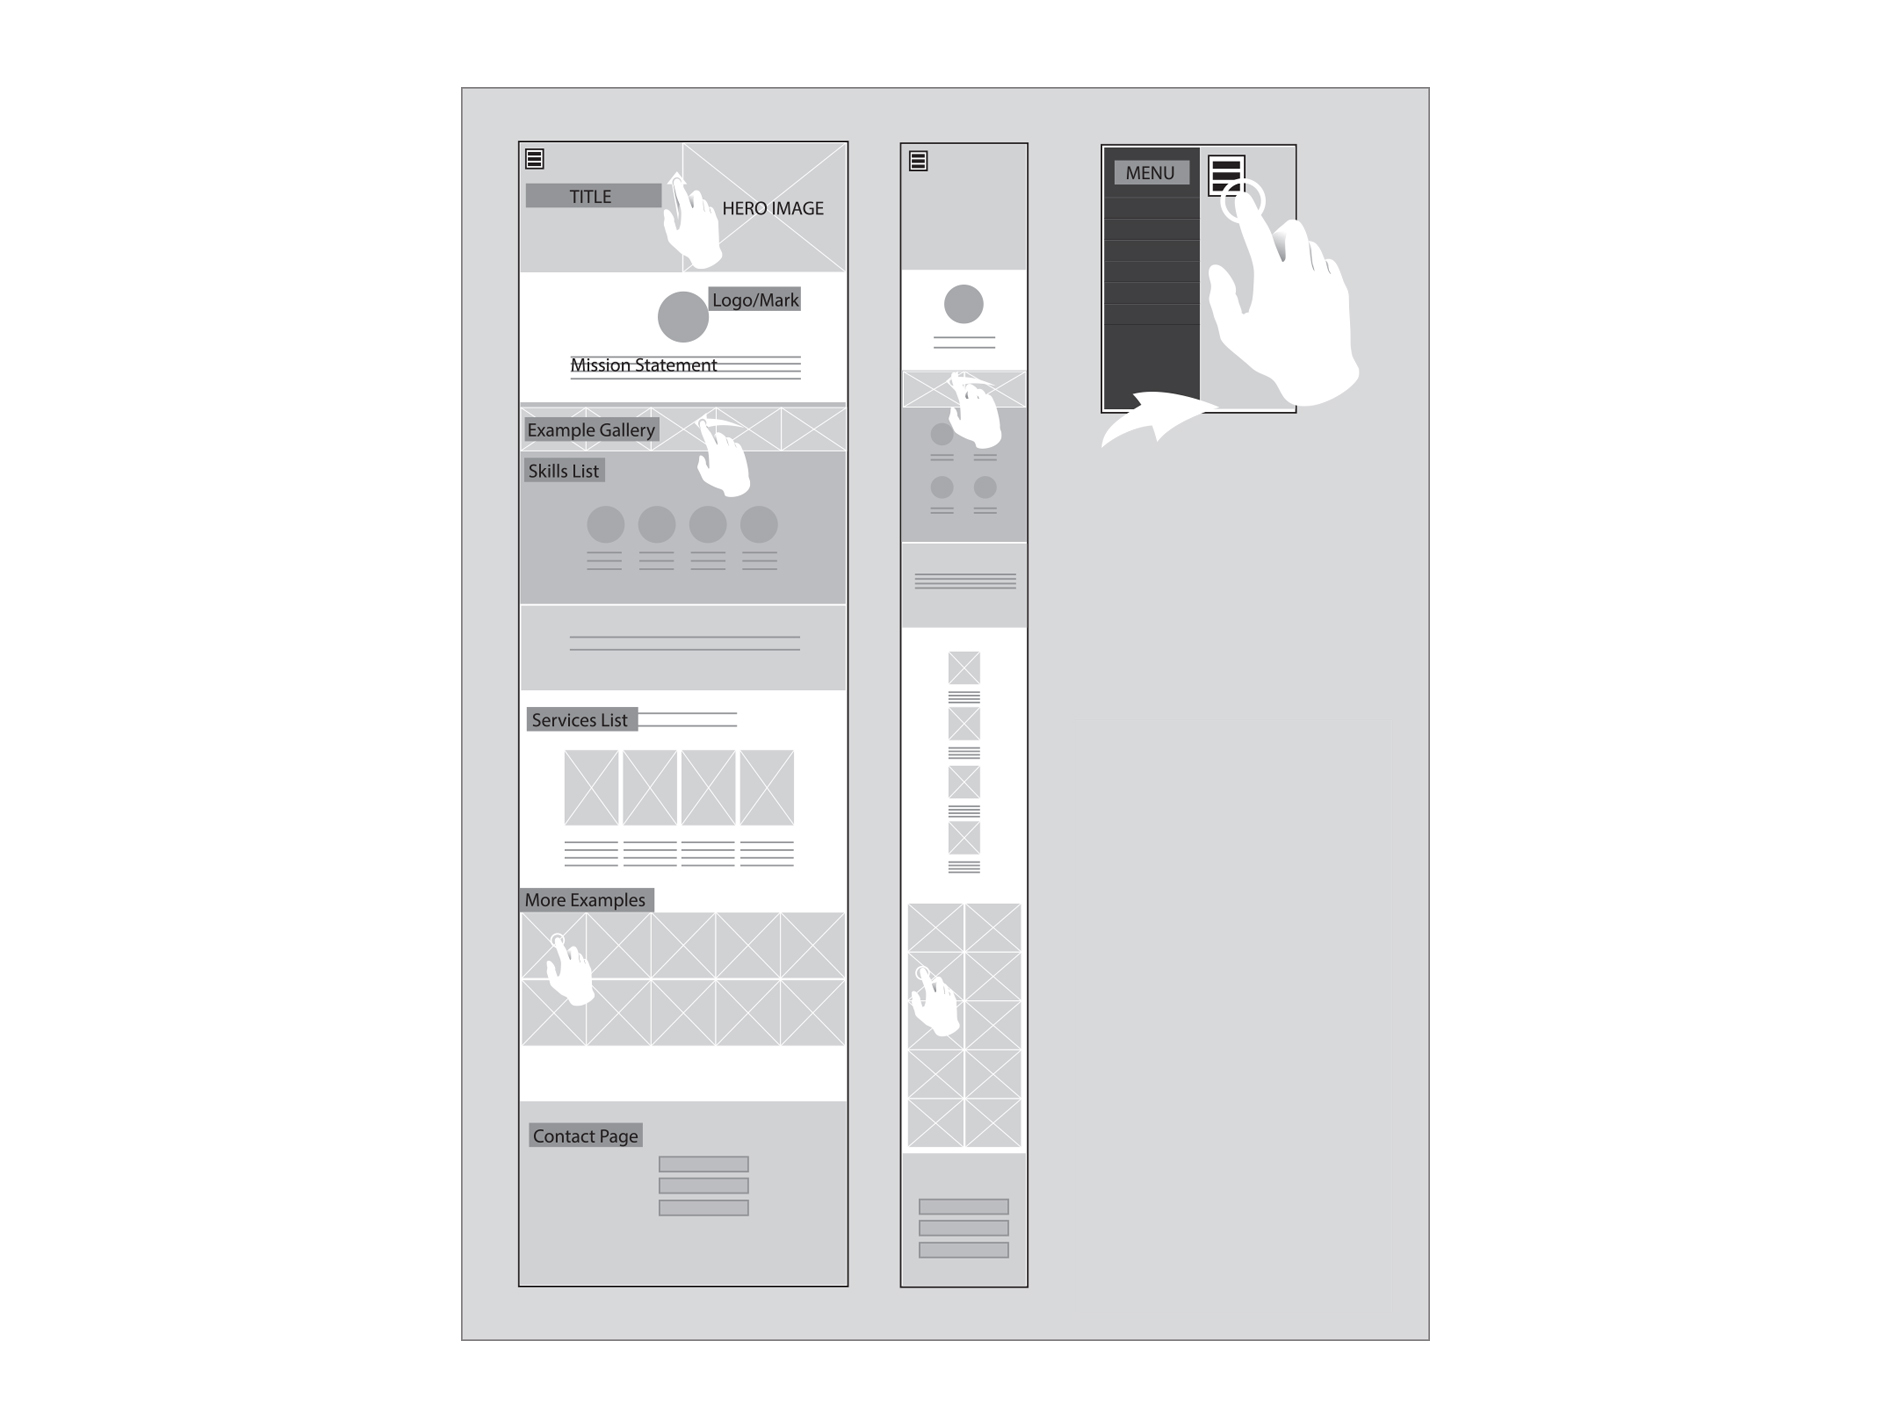 TITLE
HERO IMAGE
Logo/Mark
Mission Statement
Example Gallery
Skills List
Services List
More Examples
Contact Page
MENU